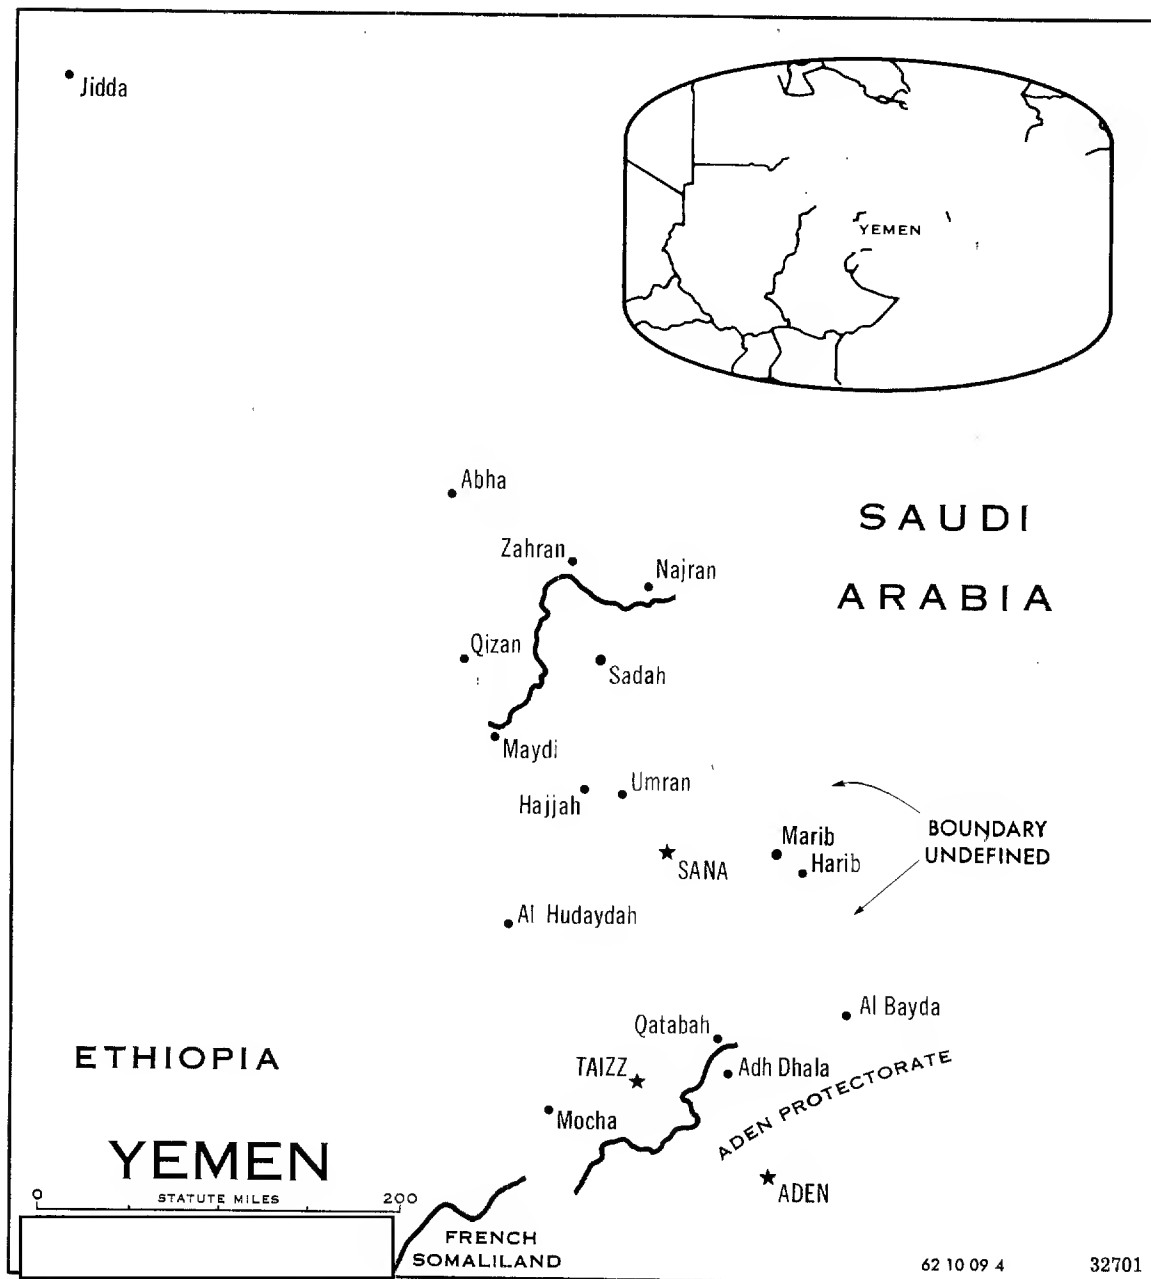 Jidda
YEMEN
Abha
SAUDI
ARABIA
Zahran
Najran
Qizan
Sadah
Maydi
Umran
Hajjah
BOUNDARY
UNDEFINED
Marib
Harib
SANA
Al Hudaydah
Al Bayda
Qatabah
ETHIOPIA
TAIZZ
Adh Dhala
ADEN PROTECTORATE
Mocha
YEMEN
ADEN
0 STATUTE MILES 200
FRENCH
SOMALILAND
62 10 09 4
32701